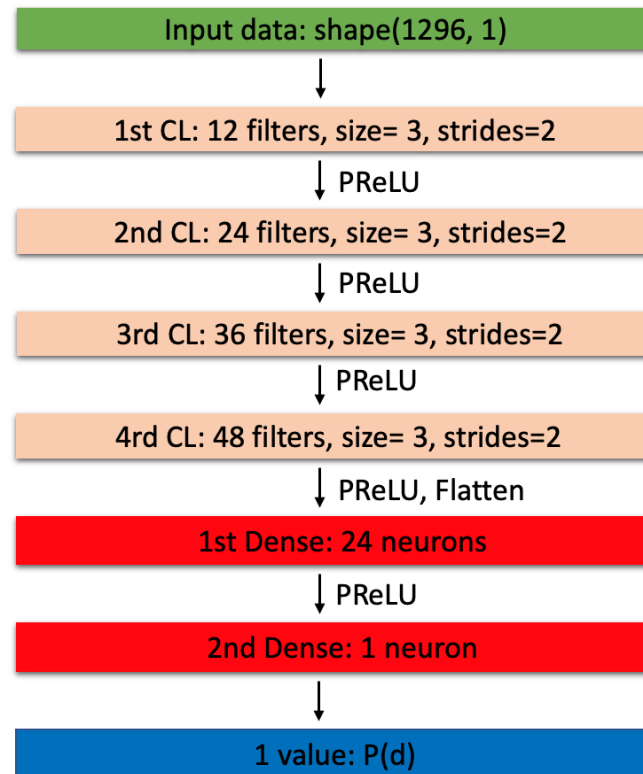 Input data: shape(1296, 1)
1st CL: 12 filters, size= 3, strides=2
PReLU
2nd CL: 24 filters, size= 3, strides=2
PReLU
3rd CL: 36 filters, size= 3, strides=2
PReLU
4rd CL: 48 filters, size= 3, strides=2
PReLU, Flatten
1st Dense: 24 neurons
PReLU
2nd Dense: 1 neuron
1 value: P(d)